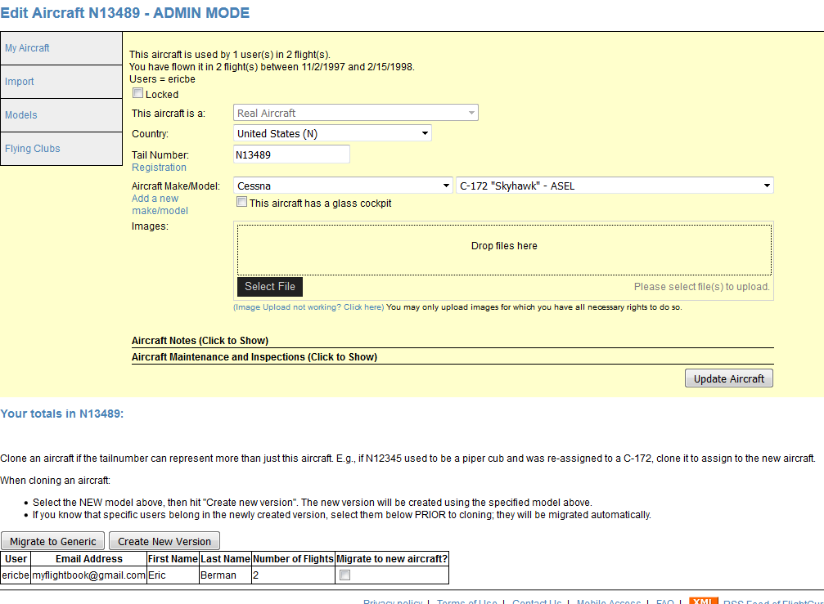 Edit Aircraft N13489 - ADMIN MODE
My Aircraft
Import
Models
Flying Clubs
This aircraft is used by 1 user(s) in 2 flight(s).
You have flown it in 2 flight(s) between 11/2/1997 and 2/15/1998.
Users = ericbe
Locked
This aircraft is a: Real Aircraft
Country: United States (N)
Tail Number: N13489
Registration
Aircraft Make/Model: Cessna C-172 "Skyhawk" - ASEL
Add a new
make/model
This aircraft has a glass cockpit
Images:
Drop files here
Select File Please select file(s) to upload.
(Image Upload not working? Click here) You may only upload images for which you have all necessary rights to do so.
Aircraft Notes (Click to Show)
Aircraft Maintenance and Inspections (Click to Show)
Update Aircraft
Your totals in N13489:
Clone an aircraft if the tailnumber can represent more than just this aircraft. E.g., if N12345 used to be a piper cub and was re-assigned to a C-172, clone it to assign to the new aircraft.
When cloning an aircraft:
• Select the NEW model above, then hit "Create new version". The new version will be created using the specified model above.
• If you know that specific users belong in the newly created version, select them below PRIOR to cloning; they will be migrated automatically.
Migrate to Generic Create New Version
User Email Address First Name Last Name Number of Flights Migrate to new aircraft?
ericbe myflightbook@gmail.com Eric Berman 2
Privacy policy | Terms of Use | Contact Us | Mobile Access | FAQ | XML RSS Feed of